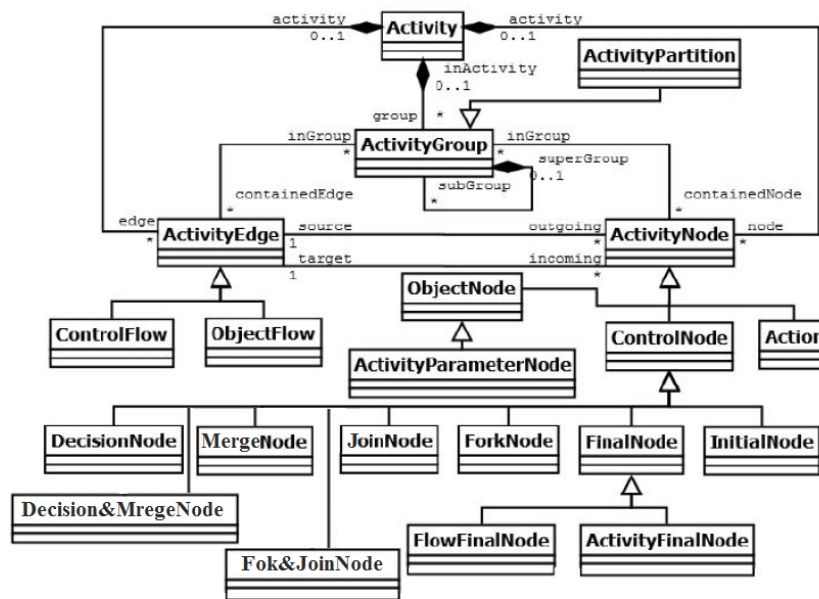 activity
Activity
activity
0..1
0..1
inActivity
0..1
ActivityPartition
group
*
inGroup
ActivityGroup
inGroup
*
*
superGroup
0..1
subGroup
containedEdge
*
containedNode
*
*
edge
source
outgoing
node
*
ActivityEdge
1
*
ActivityNode
*
target
incoming
1
*
ObjectNode
ControlFlow
ObjectFlow
ControlNode
Action
ActivityParameterNode
DecisionNode
MergeNode
JoinNode
ForkNode
FinalNode
InitialNode
Decision&MregeNode
FlowFinalNode
ActivityFinalNode
Fok&JoinNode